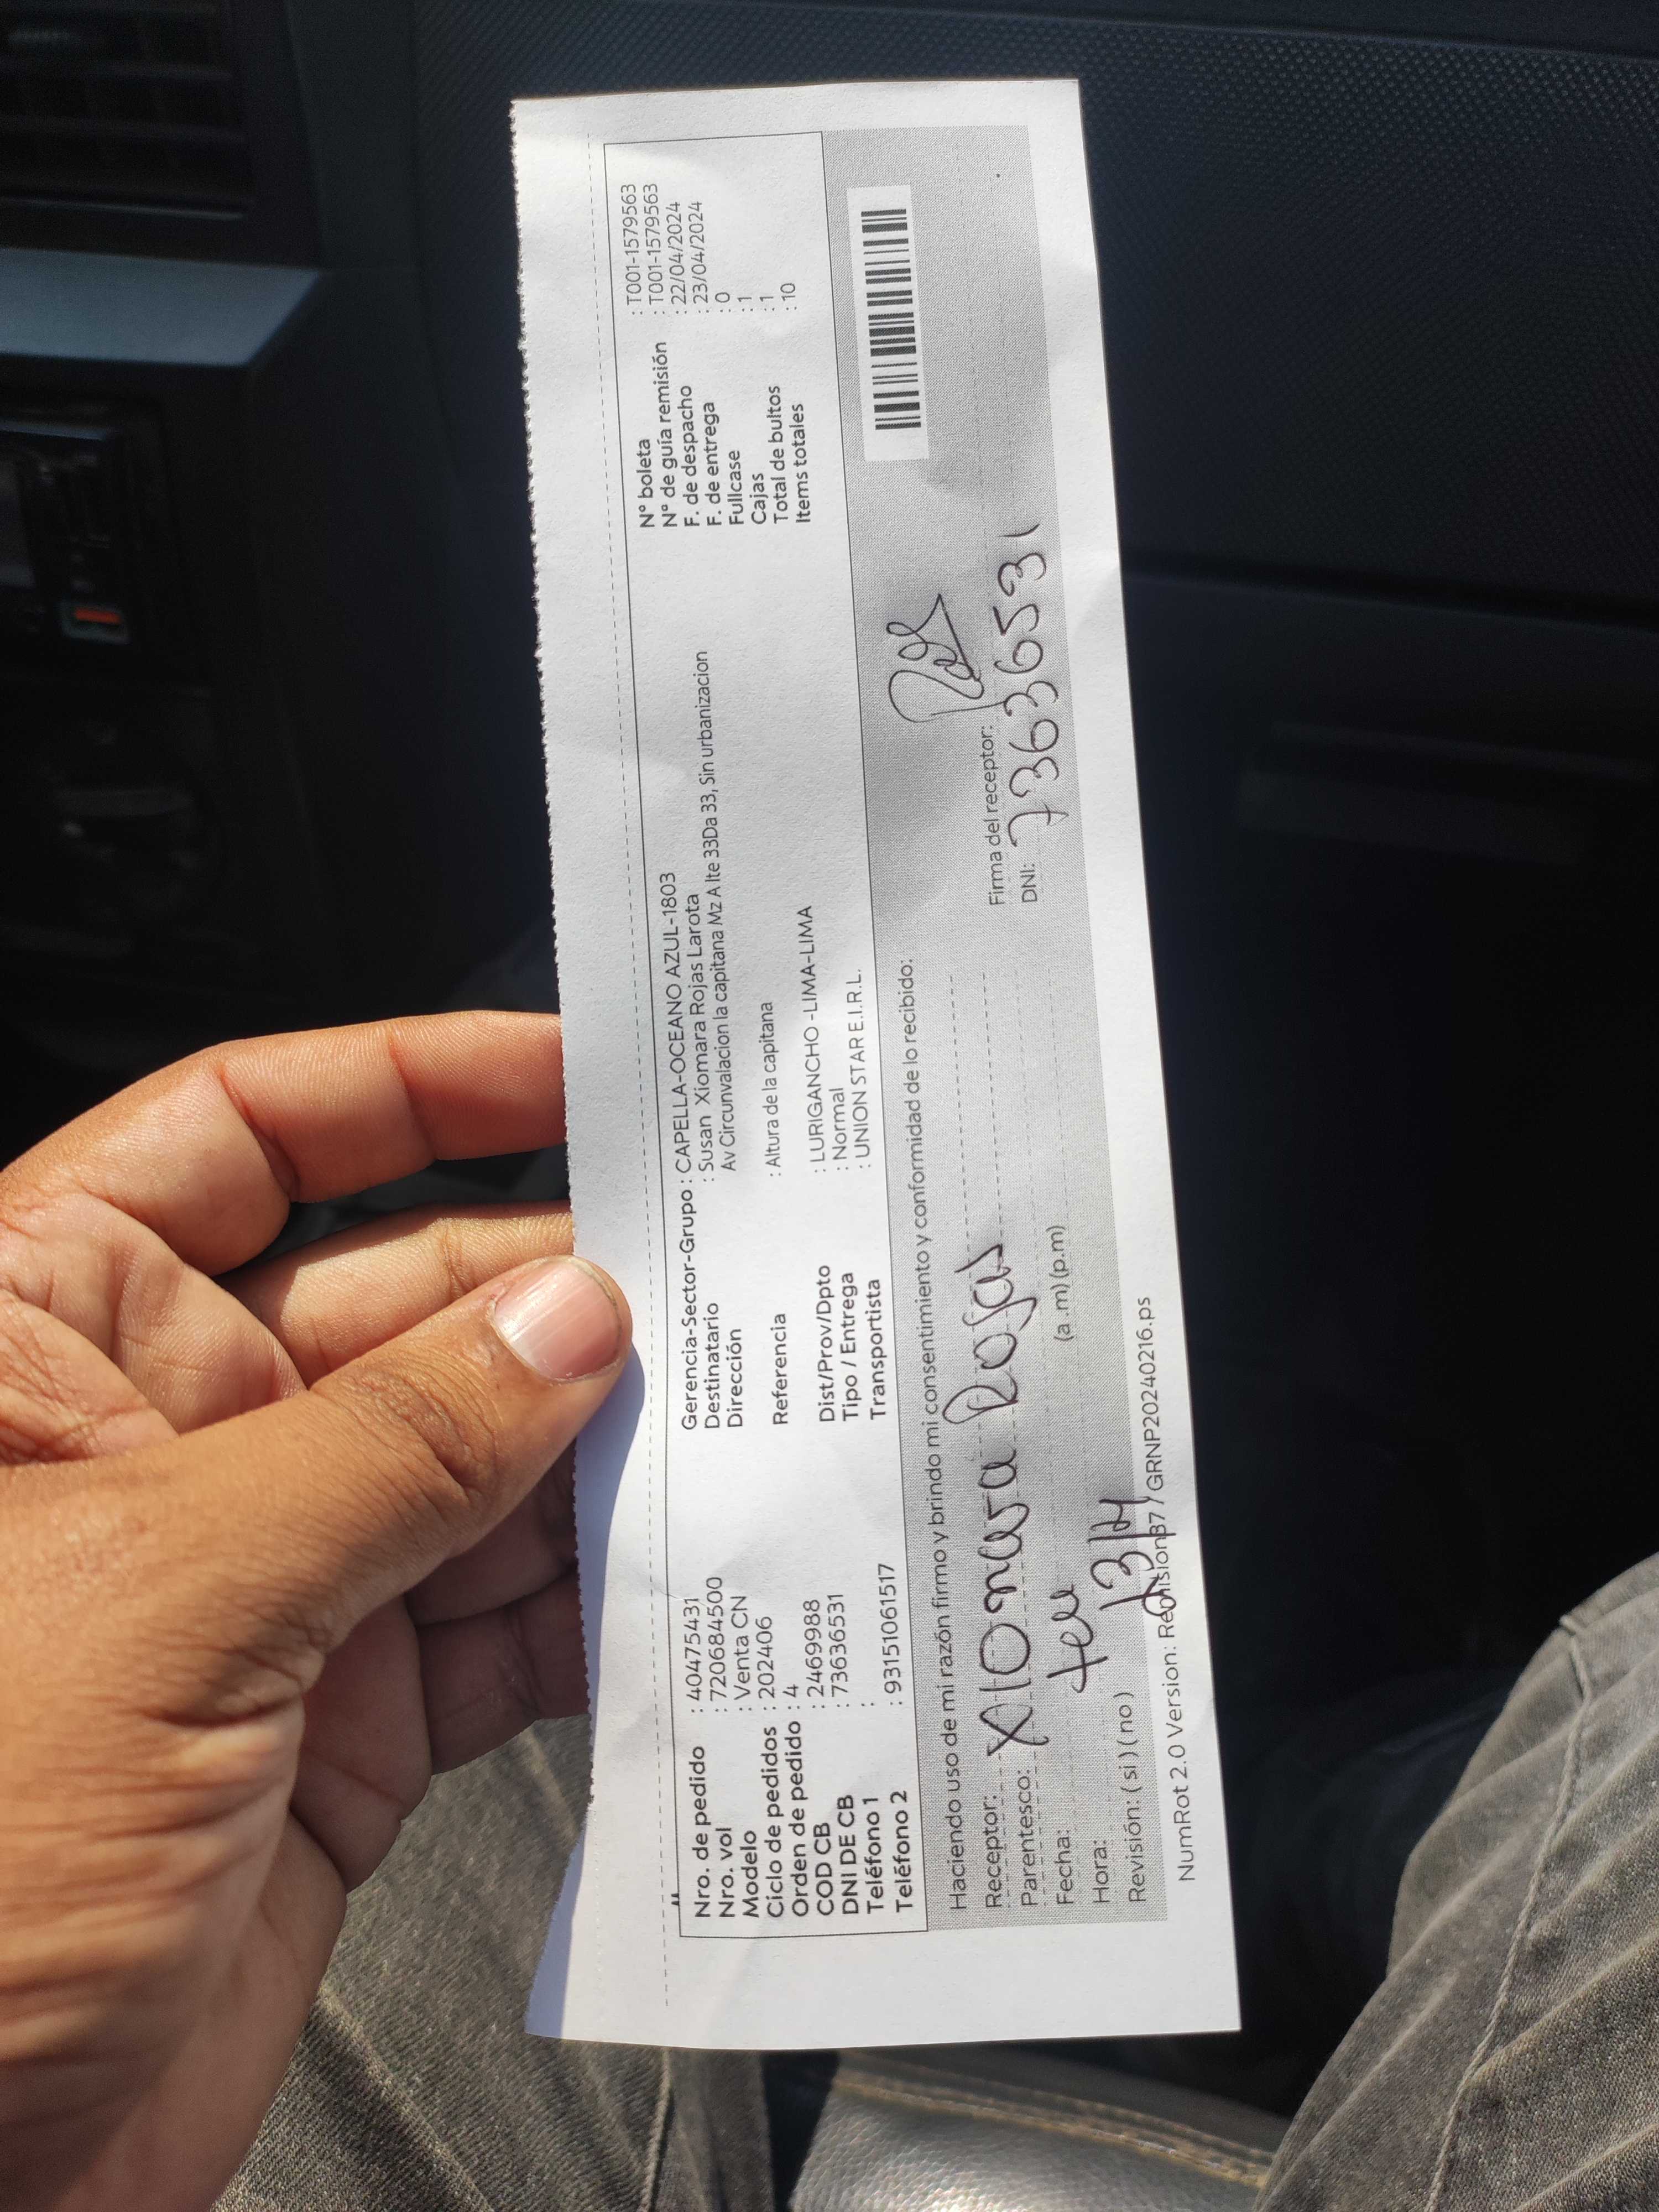 Nro. de pedido : 40475431
Nro. vol : 720684500
Modelo : Venta CN
Ciclo de pedidos : 202406
Orden de pedido : 4
COD CB : 2469988
DNI DE CB : 73636531
Teléfono 1 :
Teléfono 2 : 93151061517
Gerencia-Sector-Grupo : CAPELLA-OCEANO AZUL-1803
Destinatario : Susan Xiomara Rojas Larota
Dirección Av Circunvalacion la capitana Mz A lte 33Da 33, Sin urbanizacion
Referencia : Altura de la capitana
Dist/Prov/Dpto : LURIGANCHO -LIMA-LIMA
Tipo / Entrega : Normal
Transportista : UNION STAR E.I.R.L.
N° boleta : T001-1579563
N° de guía remisión : T001-1579563
F. de despacho : 22/04/2024
F. de entrega : 23/04/2024
Fullcase : 0
Cajas : 1
Total de bultos : 1
Items totales : 10
Haciendo uso de mi razón firmo y brindo mi consentimiento y conformidad de lo recibido:
Receptor: XIOMara Rojas
Parentesco:
Fecha:
Hora: (a .m) (p.m)
Revisión: ( si ) ( no )
Firma del receptor:
DNI: 73636531
NumRot 2.0 Version: Remision87 / GRNP20240216.ps